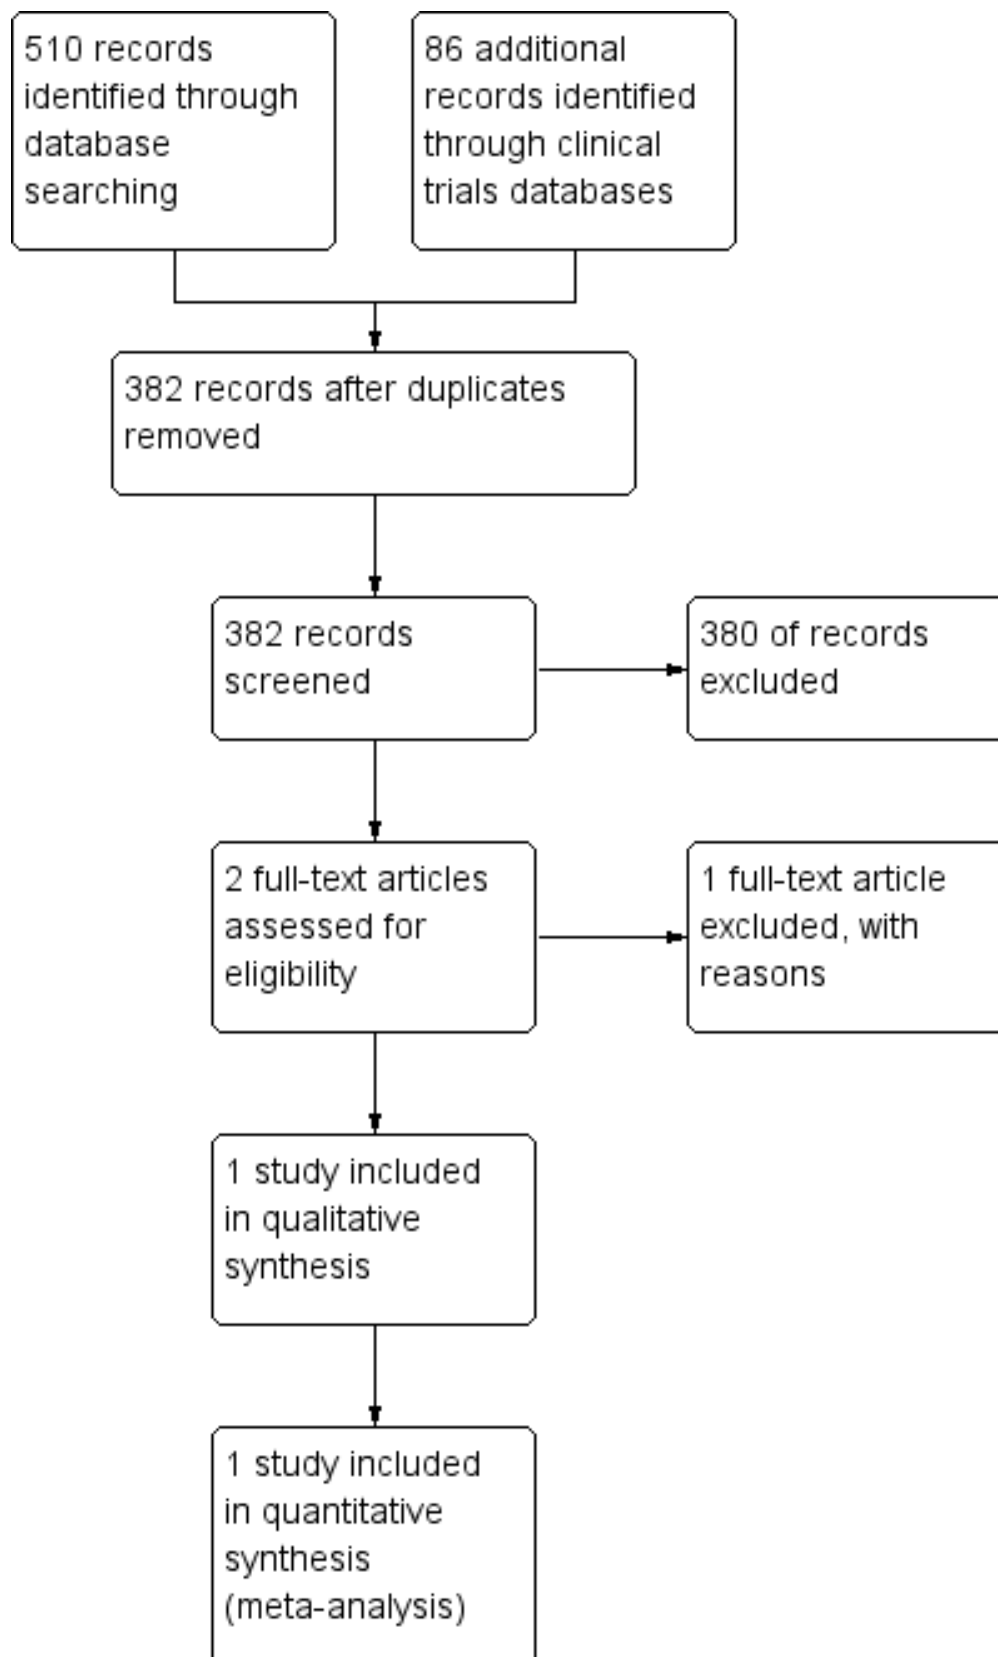 510 records
identified through
database
searching
86 additional
records identified
through clinical
trials databases
382 records after duplicates
removed
382 records
screened
380 of records
excluded
2 full-text articles
assessed for
eligibility
1 full-text article
excluded, with
reasons
1 study included
in qualitative
synthesis
1 study included
in quantitative
synthesis
(meta-analysis)